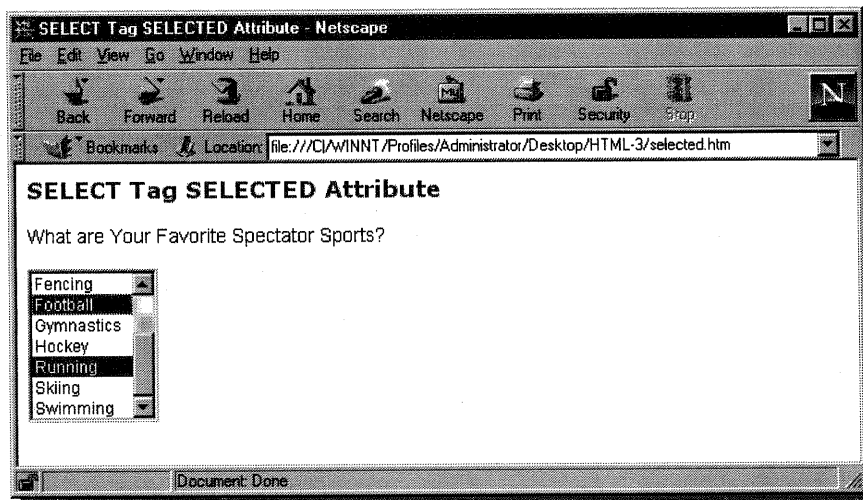 SELECT Tag SELECTED Attribute - Netscape
File Edit View Go Window Help
Back Forward Reload Home Search Netscape Print Security Stop
Bookmarks Location: file:///C|/WINNT/Profiles/Administrator/Desktop/HTML-3/selected.htm
SELECT Tag SELECTED Attribute
What are Your Favorite Spectator Sports?
Fencing
Football
Gymnastics
Hockey
Running
Skiing
Swimming
Document: Done